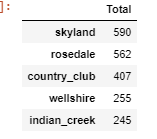 ]:
Total
skyland 590
rosedale 562
country_club 407
wellshire 255
indian_creek 245